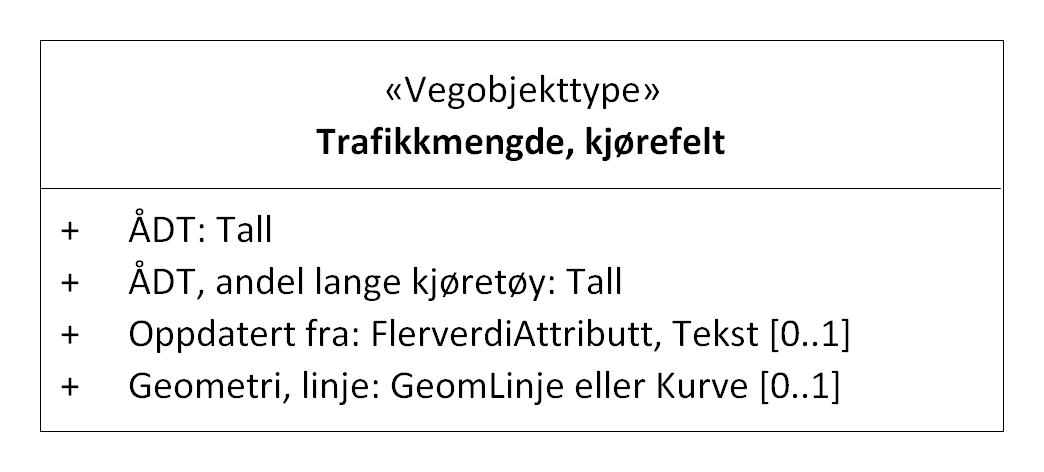 «Vegobjekttype»
Trafikkmengde, kjørefelt
+ ÅDT: Tall
+ ÅDT, andel lange kjøretøy: Tall
+ Oppdatert fra: FlerverdiAttributt, Tekst [0..1]
+ Geometri, linje: GeomLinje eller Kurve [0..1]